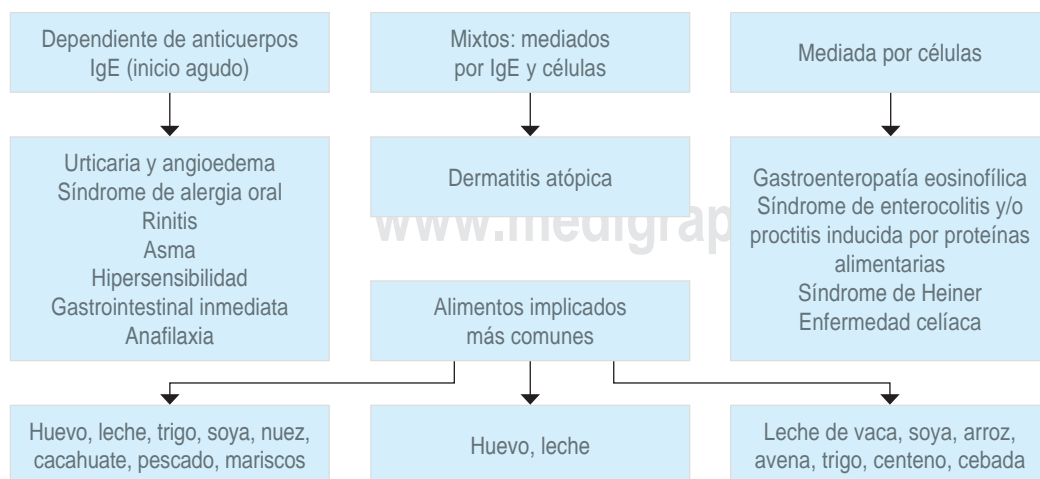 Dependiente de anticuerpos
IgE (inicio agudo)
Mixtos: mediados
por IgE y células
Mediada por células
Urticaria y angioedema
Síndrome de alergia oral
Rinitis
Asma
Hipersensibilidad
Gastrointestinal inmediata
Anafilaxia
Dermatitis atópica
Gastroenteropatía eosinofílica
Síndrome de enterocolitis y/o
proctitis inducida por proteínas
alimentarias
Síndrome de Heiner
Enfermedad celíaca
www.medigrap
Alimentos implicados
más comunes
Huevo, leche, trigo, soya, nuez,
cacahuate, pescado, mariscos
Huevo, leche
Leche de vaca, soya, arroz,
avena, trigo, centeno, cebada